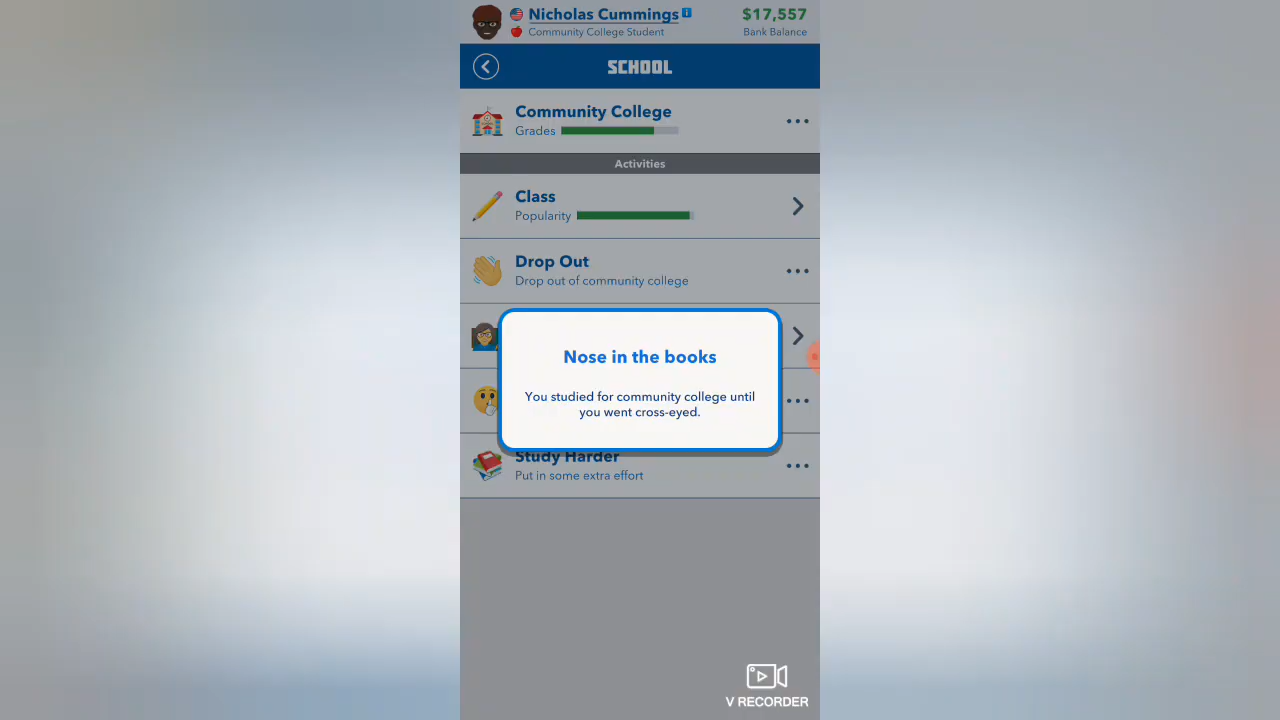 Nicholas Cummings
$17,557
Community College Student
Bank Balance
SCHOOL
Community College
Grades
Activities
Class
Popularity
Drop Out
Drop out of community college
Nose in the books
You studied for community college until
you went cross-eyed.
Study Harder
Put in some extra effort
V RECORDER